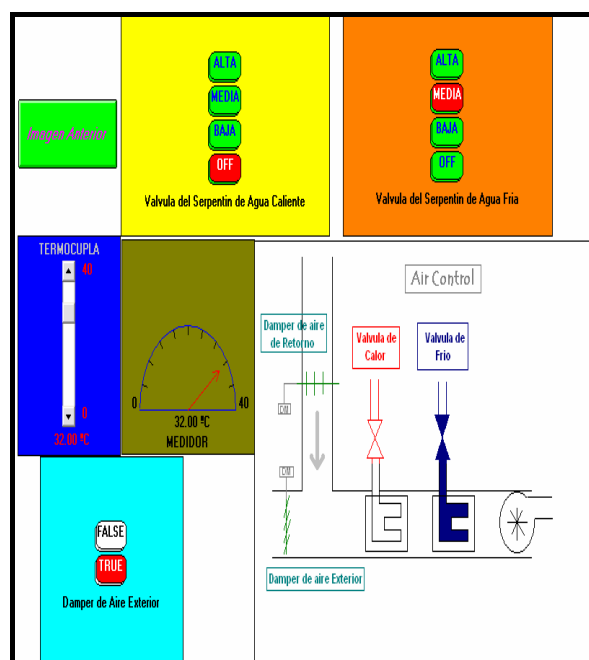 Imagen Anterior
ALTA
MEDIA
BAJA
OFF
Valvula del Serpentin de Agua Caliente
ALTA
MEDIA
BAJA
OFF
Valvula del Serpentin de Agua Fria
TERMOCUPLA
40
0
32.00 ºC
0
40
32.00 ºC
MEDIDOR
Air Control
Damper de aire
de Retorno
Valvula de
Calor
Valvula de
Frio
Damper de aire Exterior
FALSE
TRUE
Damper de Aire Exterior